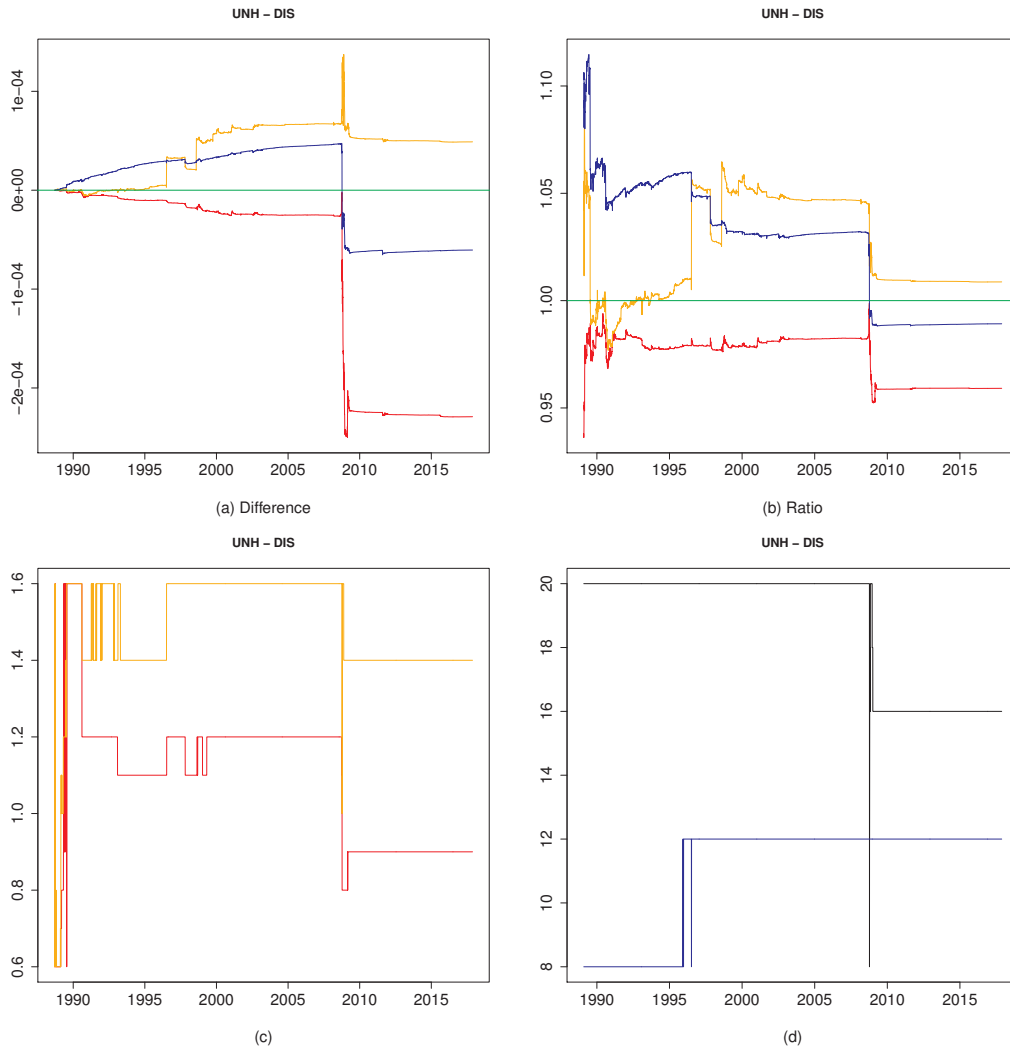 UNH − DIS
1e−04
0e+00
−1e−04
−2e−04
1990 1995 2000 2005 2010 2015
(a) Difference
UNH − DIS
1.10
1.05
1.00
0.95
1990 1995 2000 2005 2010 2015
(b) Ratio
UNH − DIS
1.6
1.4
1.2
1.0
0.8
0.6
1990 1995 2000 2005 2010 2015
(c)
UNH − DIS
20
18
16
14
12
10
8
1990 1995 2000 2005 2010 2015
(d)